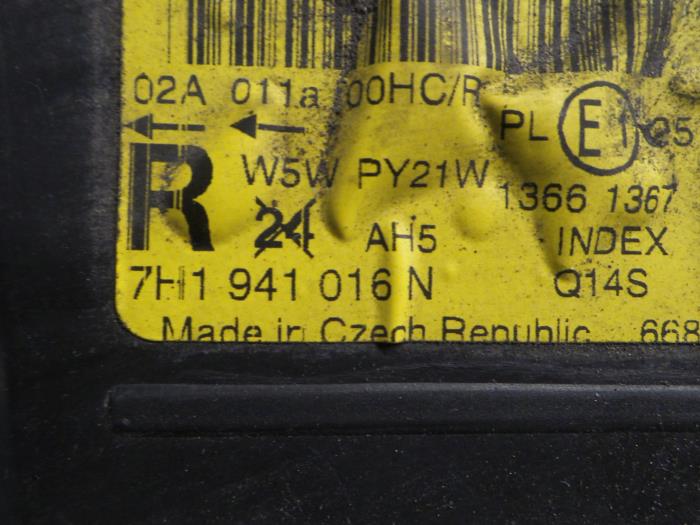 02A 011a 00HC/R
PL E1 25
R W5W PY21W
1366 1367
24 AH5 INDEX
7H1 941 016 N Q14S
Made in Czech Republic 668